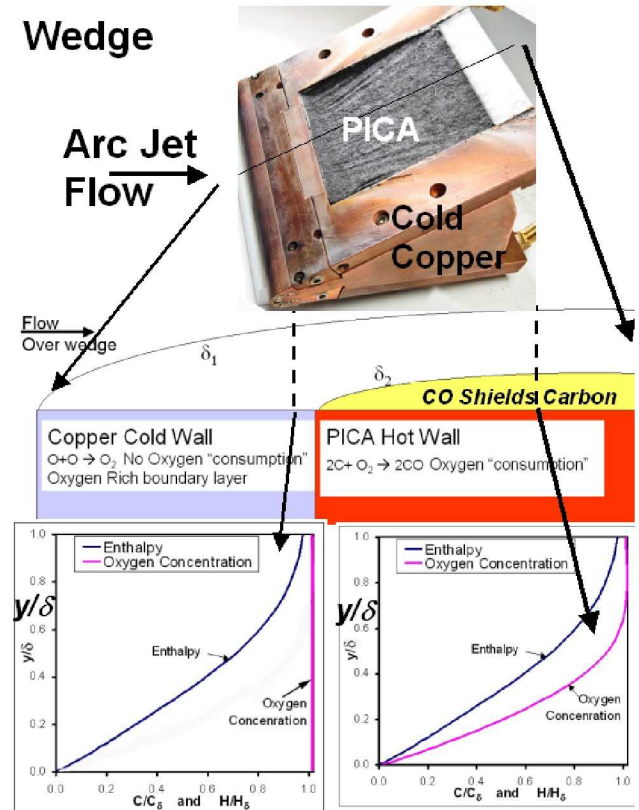 Wedge
Arc Jet
Flow
PICA
Cold
Copper
Flow
Over wedge
δ1
δ2
CO Shields Carbon
Copper Cold Wall
O+O → O2 No Oxygen "consumption"
Oxygen Rich boundary layer
PICA Hot Wall
2C+ O2 → 2CO Oxygen "consumption"
1.0
0.8
0.6
0.4
0.2
0.0
y/δ
y/δ
Enthalpy
Oxygen Concentration
Enthalpy
Oxygen
Concenration
0.0 0.2 0.4 0.6 0.8 1.0
C/Cδ and H/Hδ
1.0
0.8
0.6
0.4
0.2
0.0
y/δ
y/δ
Enthalpy
Oxygen Concentration
Enthalpy
Oxygen
Concenration
0.0 0.2 0.4 0.6 0.8 1.0
C/Cδ and H/Hδ